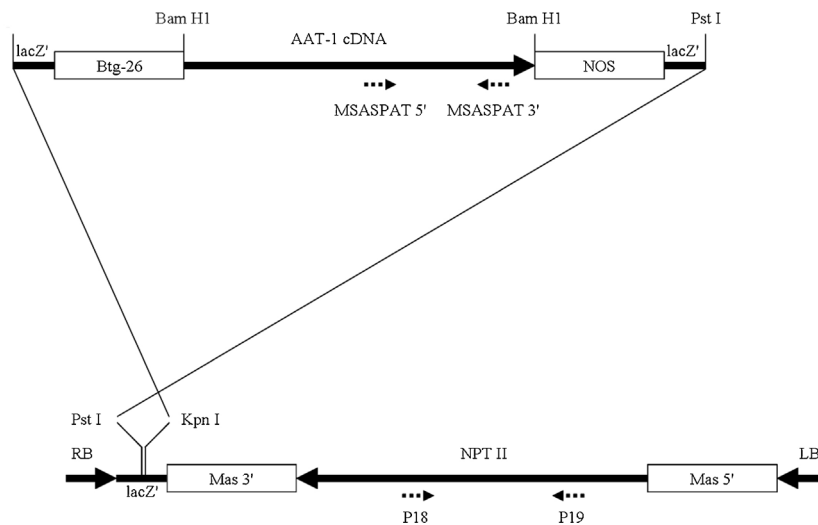 Bam H1
Bam H1
Pst I
AAT-1 cDNA
lacZ'
lacZ'
Btg-26
NOS
MSASPAT 5'
MSASPAT 3'
Pst I
Kpn I
RB
NPT II
LB
Mas 3'
Mas 5'
lacZ'
P18
P19